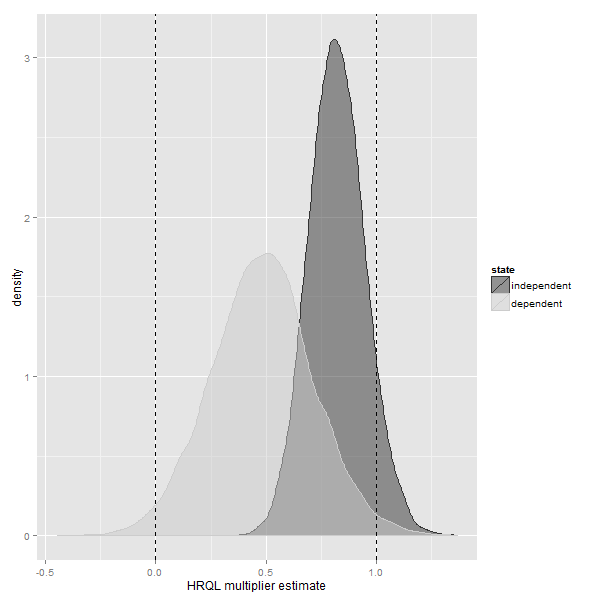 3
2
1
0
density
-0.5
0.0
0.5
1.0
HRQL multiplier estimate
state
independent
dependent